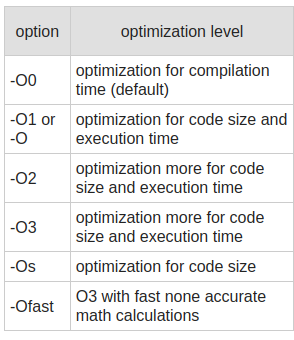 option optimization level
-O0 optimization for compilation
time (default)
-O1 or optimization for code size and
-O execution time
-O2 optimization more for code
size and execution time
-O3 optimization more for code
size and execution time
-Os optimization for code size
-Ofast O3 with fast none accurate
math calculations